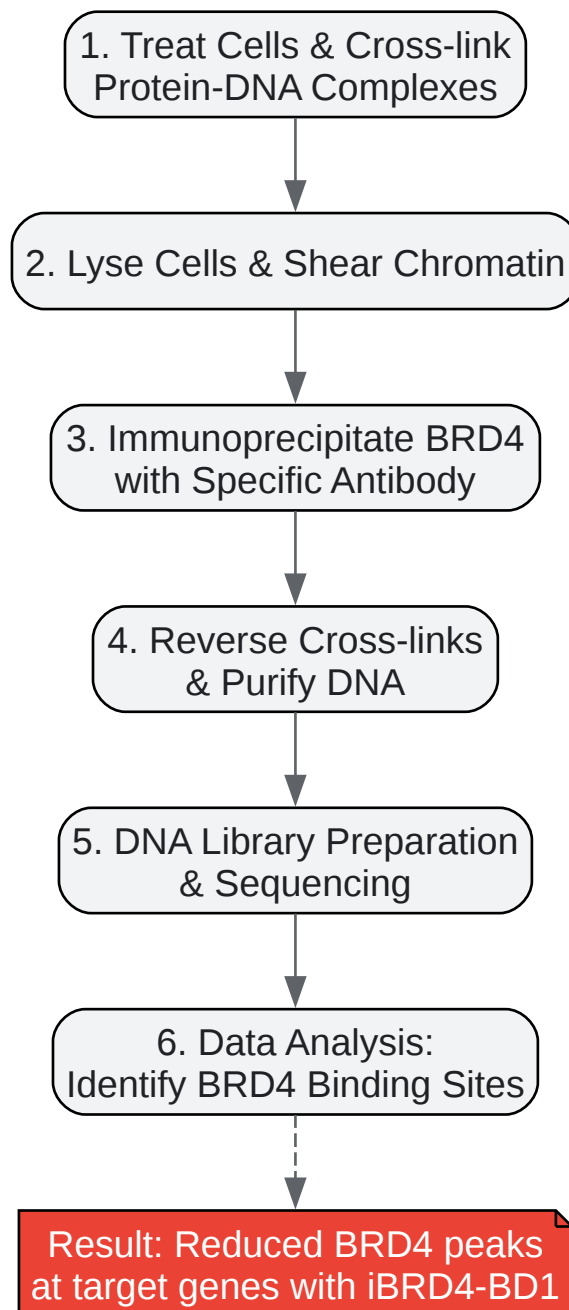 1. Treat Cells & Cross-link
Protein-DNA Complexes
2. Lyse Cells & Shear Chromatin
3. Immunoprecipitate BRD4
with Specific Antibody
4. Reverse Cross-links
& Purify DNA
5. DNA Library Preparation
& Sequencing
6. Data Analysis:
Identify BRD4 Binding Sites
Result: Reduced BRD4 peaks
at target genes with iBRD4-BD1